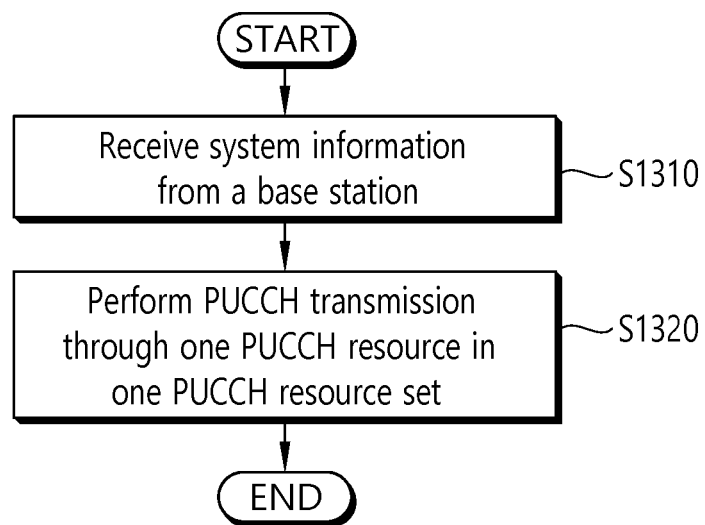 START
Receive system information
from a base station
S1310
Perform PUCCH transmission
through one PUCCH resource in
one PUCCH resource set
S1320
END